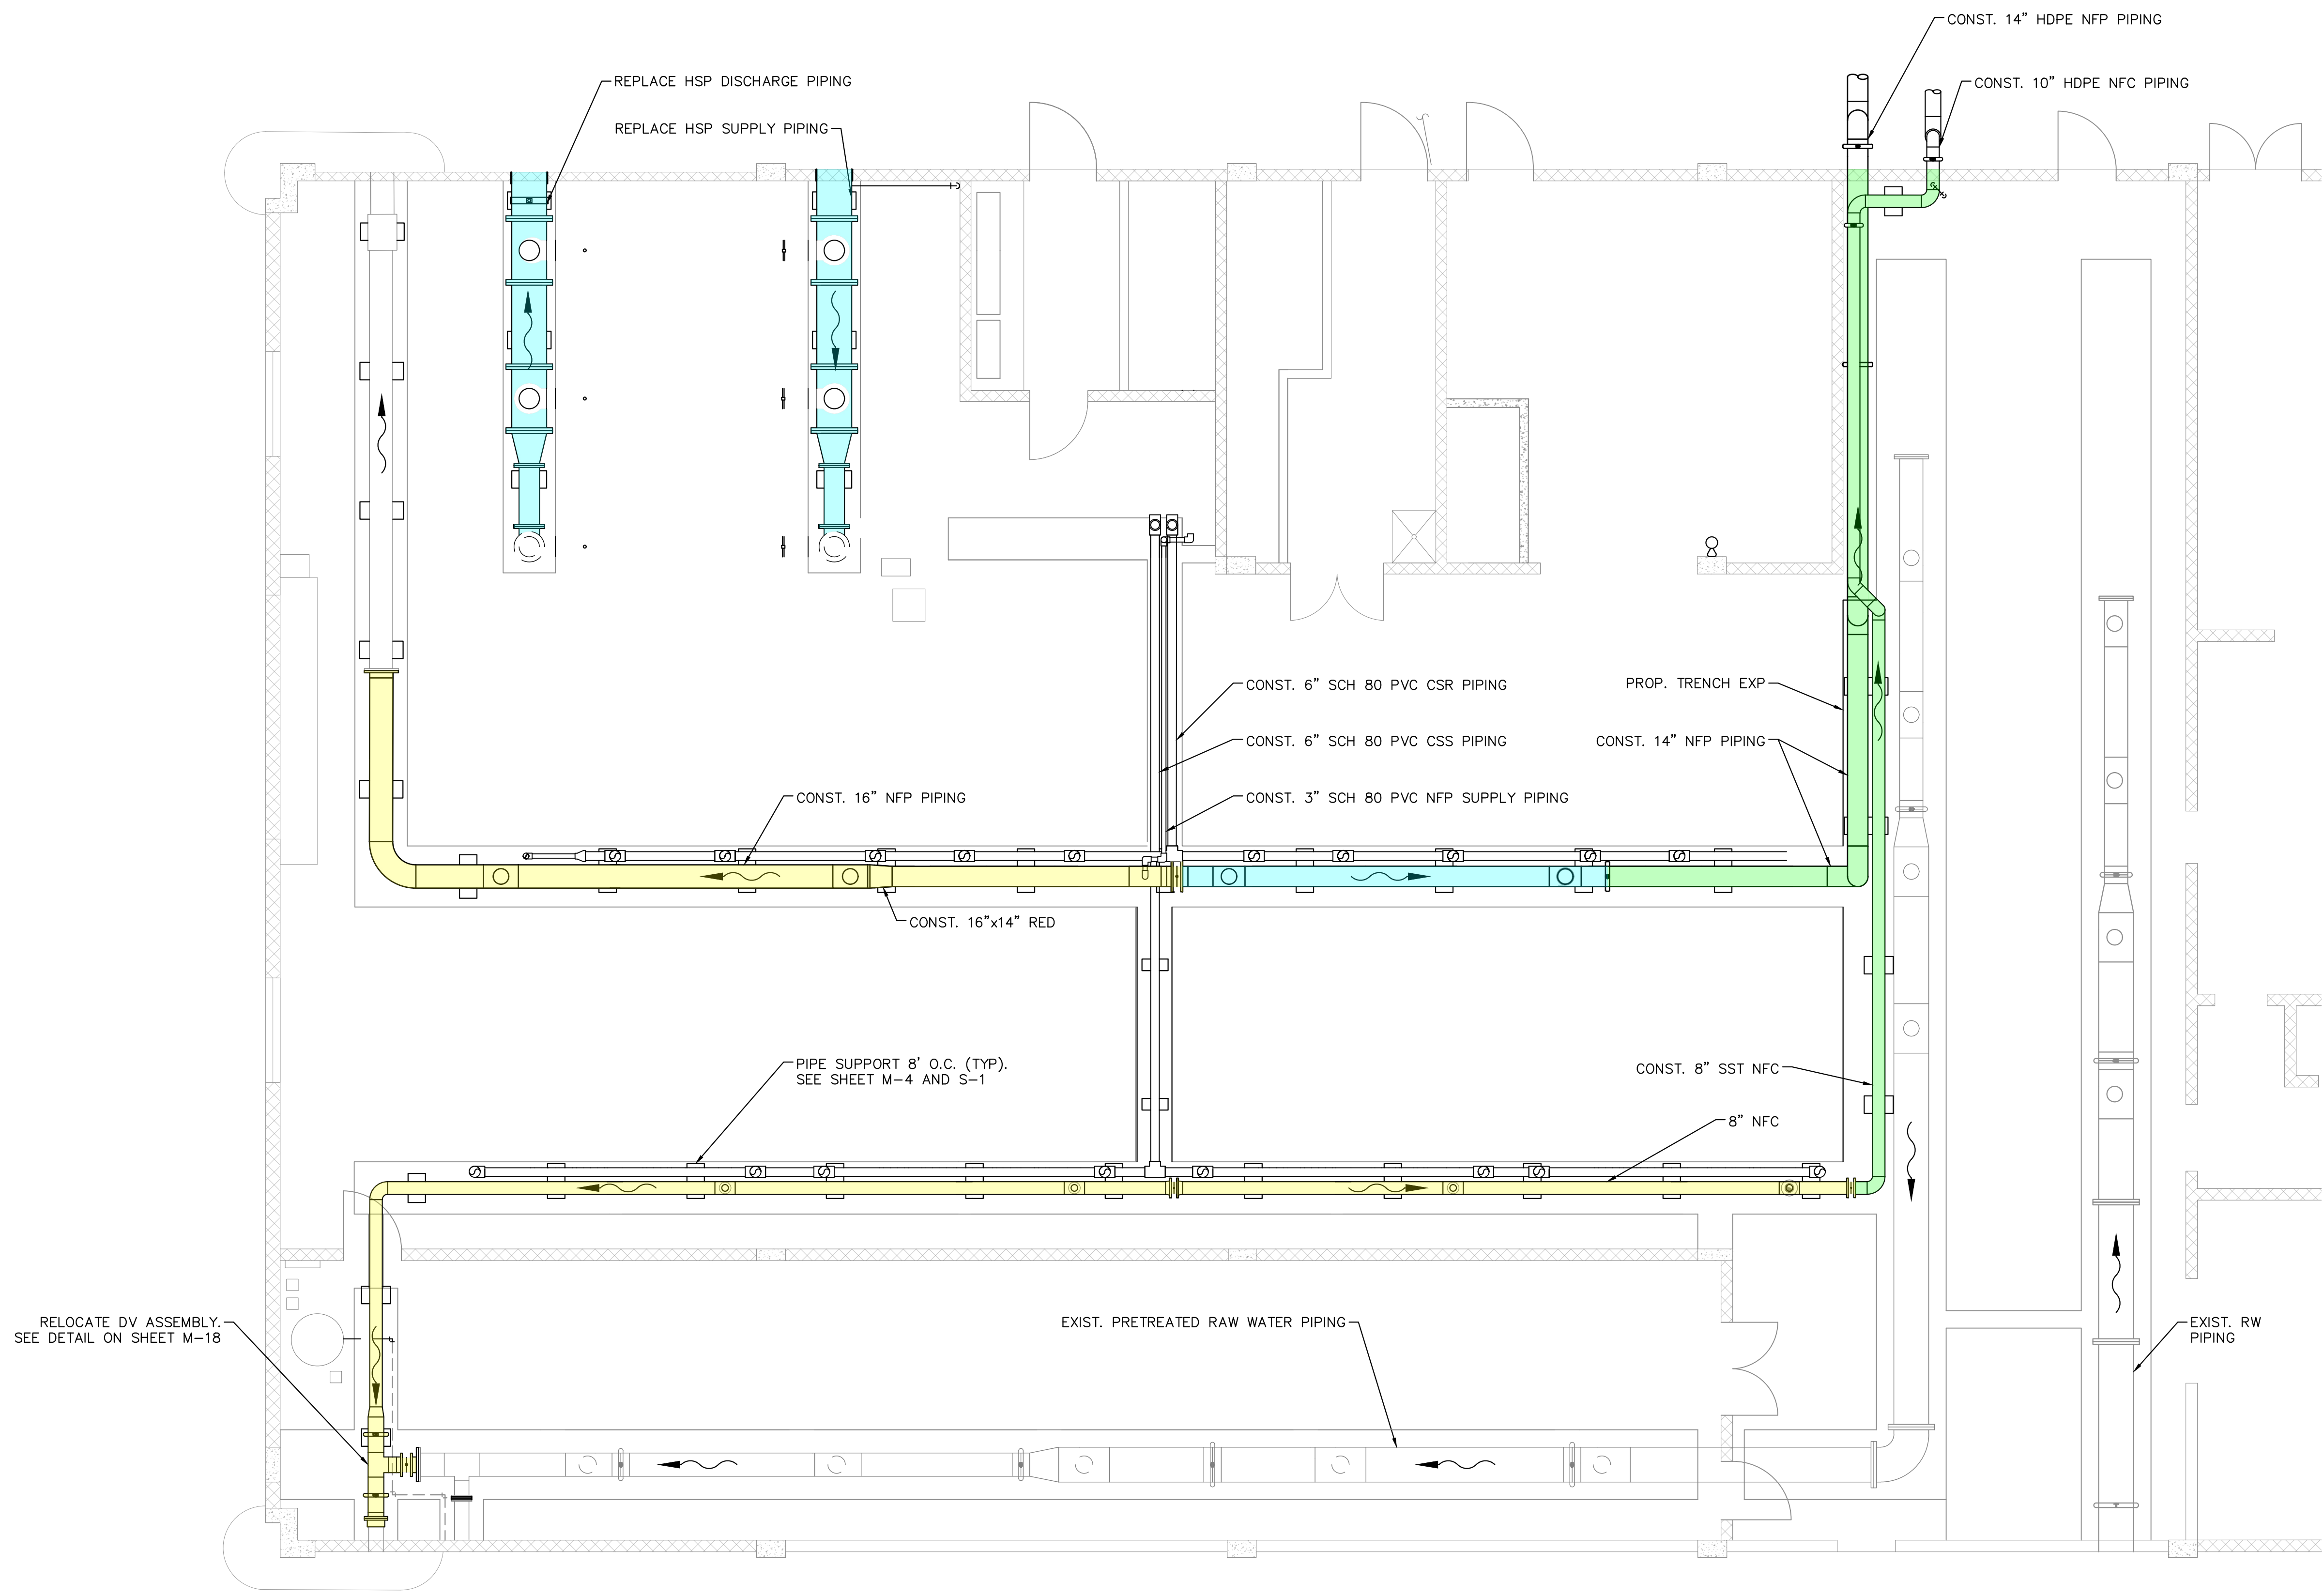 CONST. 14” HDPE NFP PIPING
REPLACE HSP DISCHARGE PIPING
CONST. 10” HDPE NFC PIPING
REPLACE HSP SUPPLY PIPING
CONST. 6” SCH 80 PVC CSR PIPING
PROP. TRENCH EXP
CONST. 6” SCH 80 PVC CSS PIPING
CONST. 14” NFP PIPING
CONST. 16” NFP PIPING
CONST. 3” SCH 80 PVC NFP SUPPLY PIPING
CONST. 16”x14” RED
PIPE SUPPORT 8’ O.C. (TYP).
SEE SHEET M-4 AND S-1
CONST. 8” SST NFC
8” NFC
RELOCATE DV ASSEMBLY.
SEE DETAIL ON SHEET M-18
EXIST. PRETREATED RAW WATER PIPING
EXIST. RW
PIPING